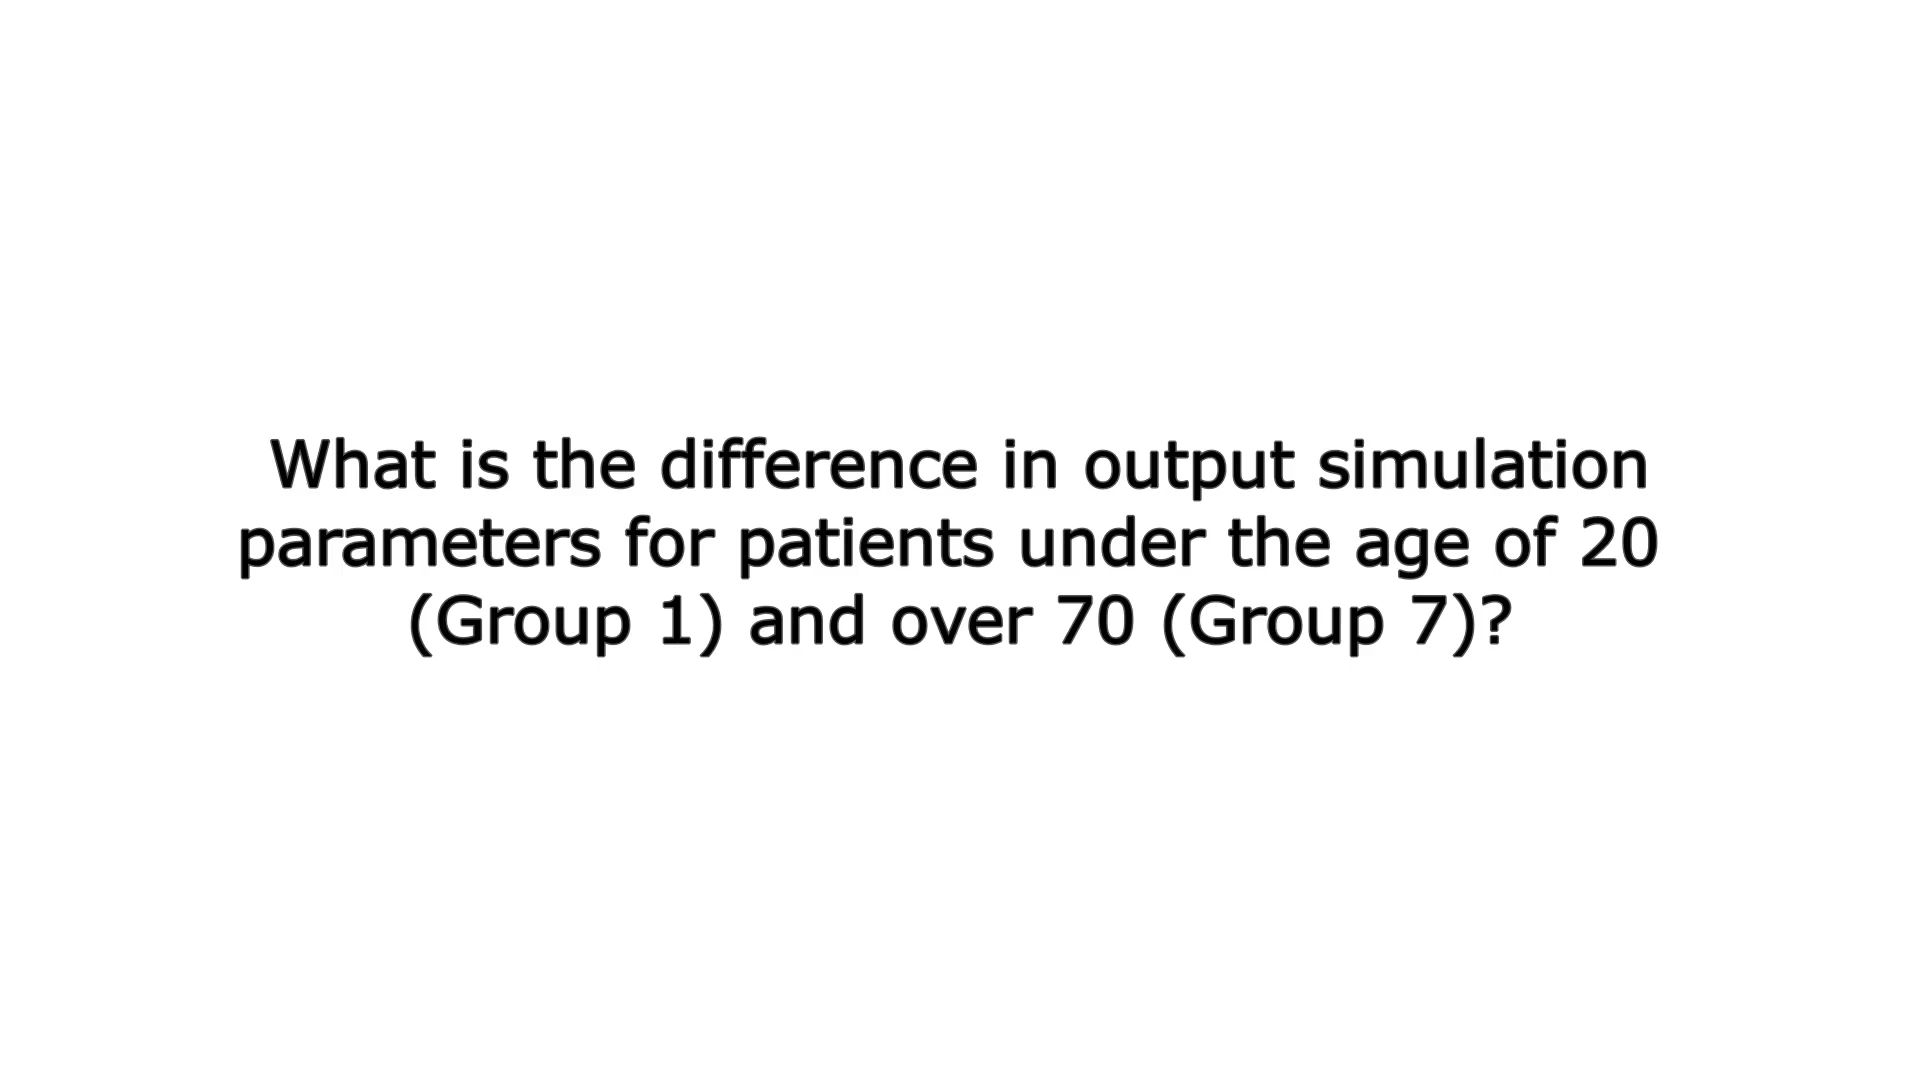 What is the difference in output simulation
parameters for patients under the age of 20
(Group 1) and over 70 (Group 7)?